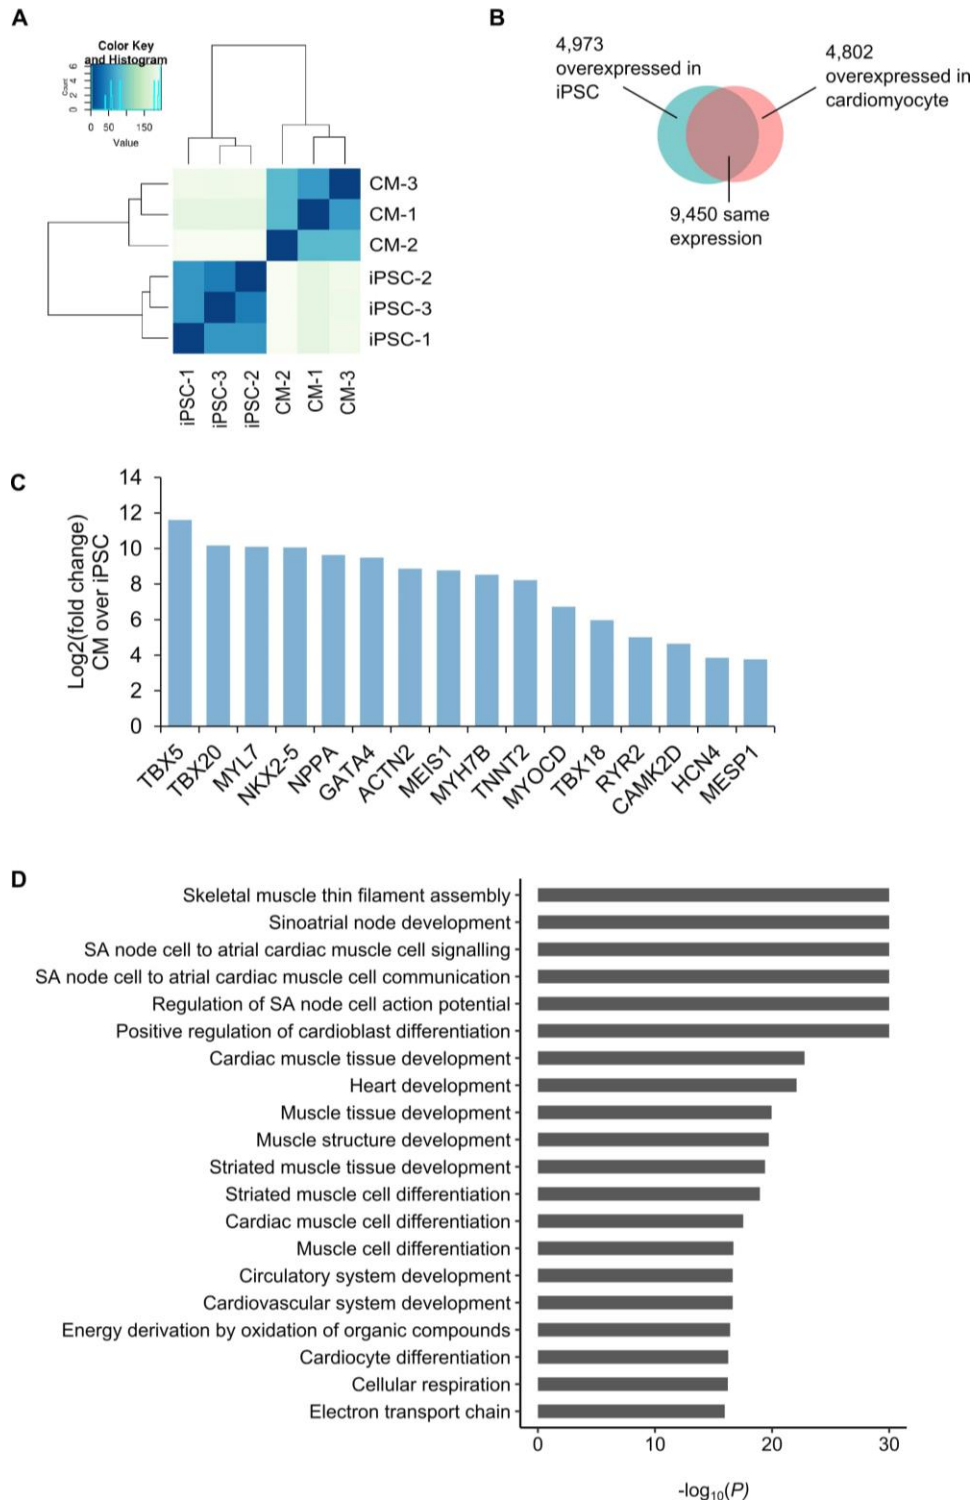 A
Color Key
and Histogram
Count
0 2 4 6
0 50 150
Value
CM-3
CM-1
CM-2
iPSC-2
iPSC-3
iPSC-1
iPSC-1
iPSC-3
iPSC-2
CM-2
CM-1
CM-3
B
4,973
overexpressed in
iPSC
4,802
overexpressed in
cardiomyocyte
9,450 same
expression
C
Log2(fold change)
CM over iPSC
14
12
10
8
6
4
2
0
TBX5
TBX20
MYL7
NKX2-5
NPPA
GATA4
ACTN2
MEIS1
MYH7B
TNNT2
MYOCD
TBX18
RYR2
CAMK2D
HCN4
MESP1
D
Skeletal muscle thin filament assembly
Sinoatrial node development
SA node cell to atrial cardiac muscle cell signalling
SA node cell to atrial cardiac muscle cell communication
Regulation of SA node cell action potential
Positive regulation of cardioblast differentiation
Cardiac muscle tissue development
Heart development
Muscle tissue development
Muscle structure development
Striated muscle tissue development
Striated muscle cell differentiation
Cardiac muscle cell differentiation
Muscle cell differentiation
Circulatory system development
Cardiovascular system development
Energy derivation by oxidation of organic compounds
Cardiocyte differentiation
Cellular respiration
Electron transport chain
0 10 20 30
-log₁₀(P)